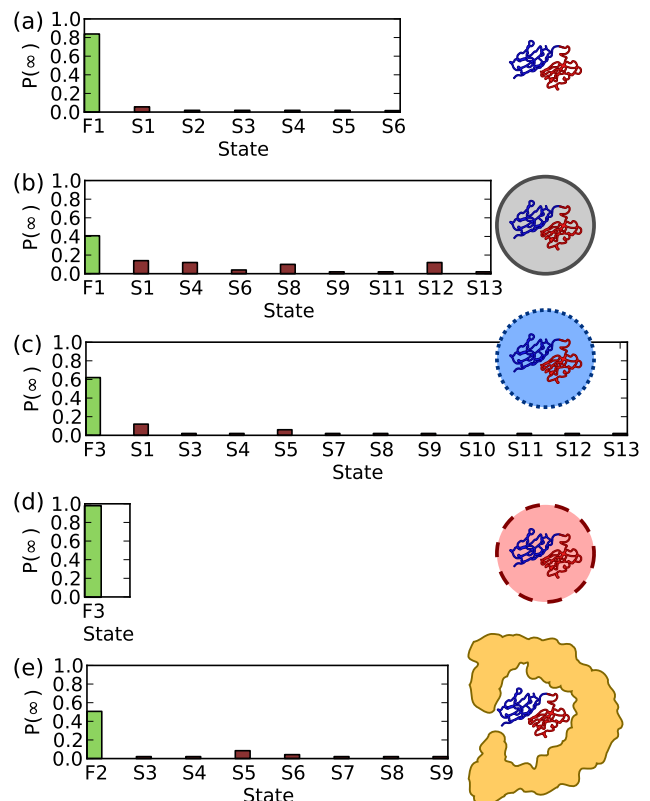 (a)
1.0
0.8
0.6
0.4
0.2
0.0
P(∞)
F1 S1 S2 S3 S4 S5 S6
State
(b)
1.0
0.8
0.6
0.4
0.2
0.0
P(∞)
F1 S1 S4 S6 S8 S9 S11 S12 S13
State
(c)
1.0
0.8
0.6
0.4
0.2
0.0
P(∞)
F3 S1 S3 S4 S5 S7 S8 S9 S10 S11 S12 S13
State
(d)
1.0
0.8
0.6
0.4
0.2
0.0
P(∞)
F3
State
(e)
1.0
0.8
0.6
0.4
0.2
0.0
P(∞)
F2 S3 S4 S5 S6 S7 S8 S9
State